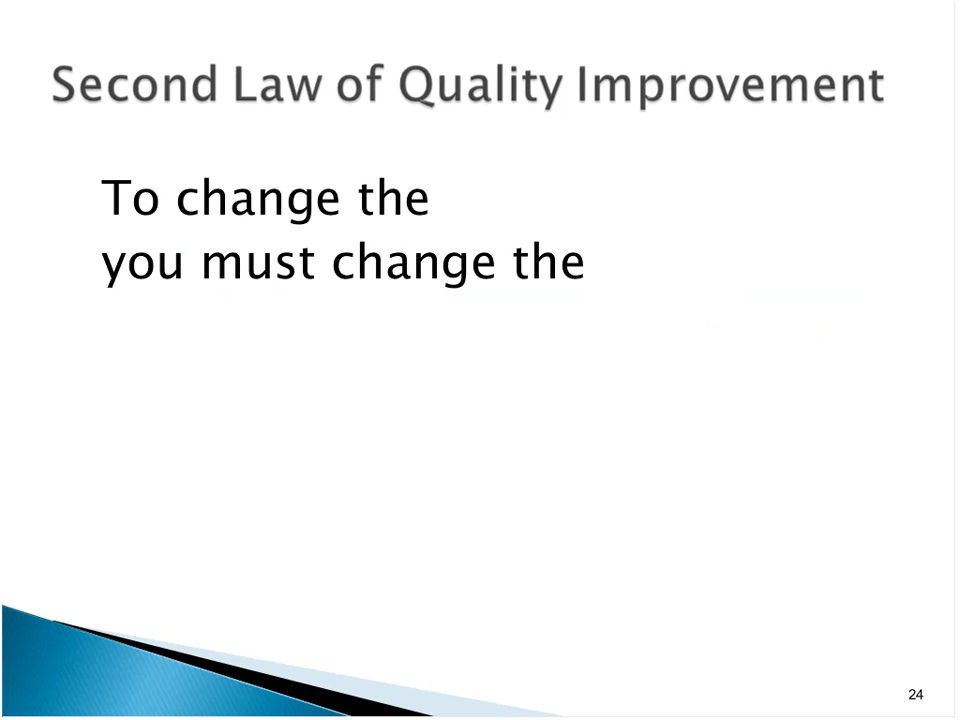 Second Law of Quality Improvement
To change the
you must change the
24